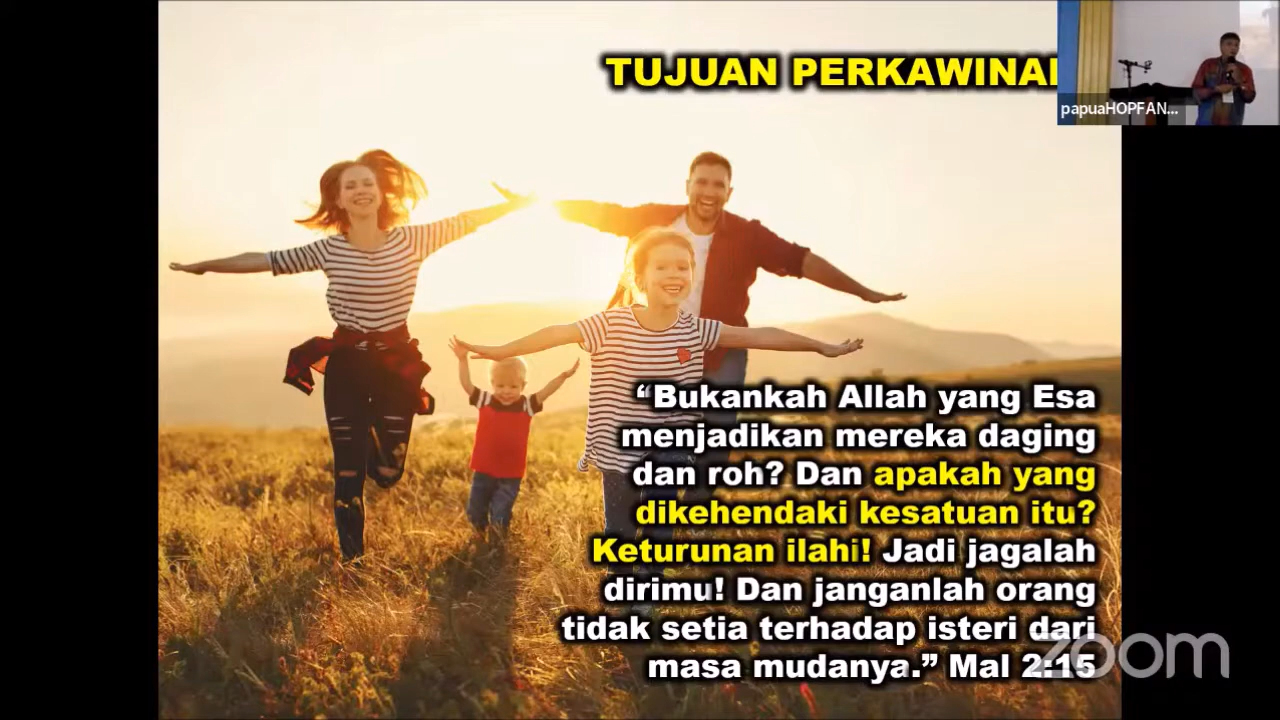 TUJUAN PERKAWINA
papuaHOPFAN...
“Bukankah Allah yang Esa
menjadikan mereka daging
dan roh? Dan apakah yang
dikehendaki kesatuan itu?
Keturunan ilahi! Jadi jagalah
dirimu! Dan janganlah orang
tidak setia terhadap isteri dari
masa mudanya.” Mal 2:15
zoom